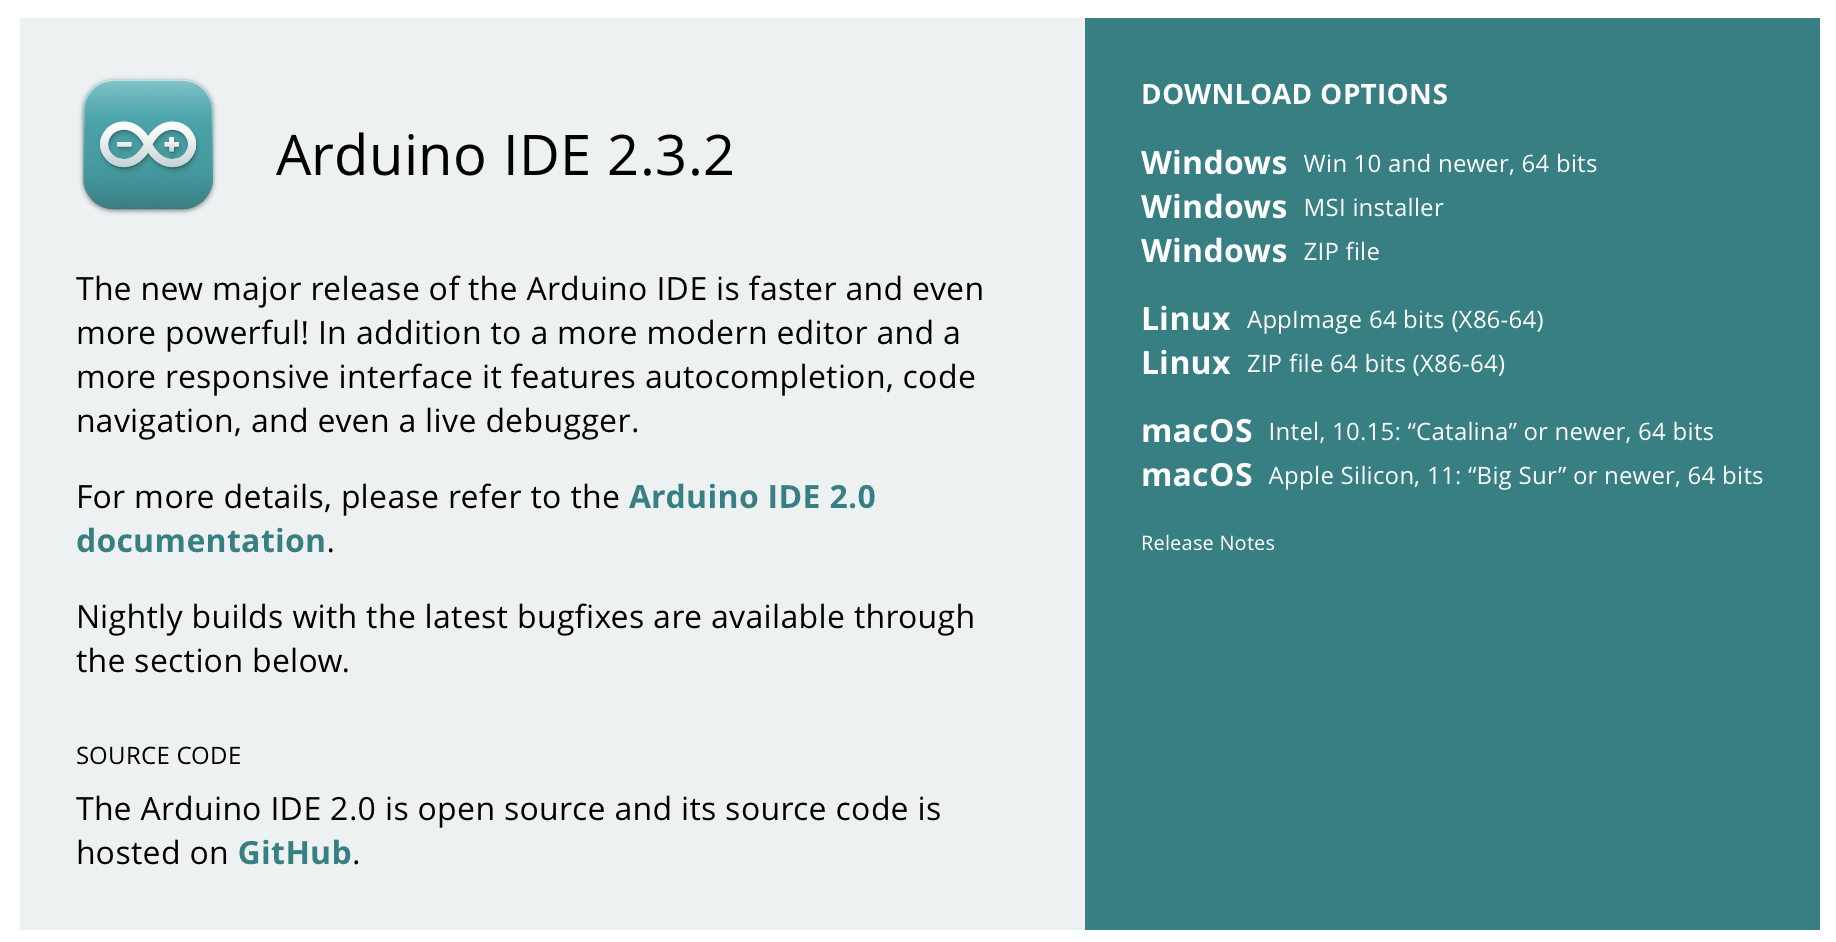 Arduino IDE 2.3.2
The new major release of the Arduino IDE is faster and even
more powerful! In addition to a more modern editor and a
more responsive interface it features autocompletion, code
navigation, and even a live debugger.
For more details, please refer to the Arduino IDE 2.0
documentation.
Nightly builds with the latest bugfixes are available through
the section below.
SOURCE CODE
The Arduino IDE 2.0 is open source and its source code is
hosted on GitHub.
DOWNLOAD OPTIONS
Windows Win 10 and newer, 64 bits
Windows MSI installer
Windows ZIP file
Linux AppImage 64 bits (X86-64)
Linux ZIP file 64 bits (X86-64)
macOS Intel, 10.15: “Catalina” or newer, 64 bits
macOS Apple Silicon, 11: “Big Sur” or newer, 64 bits
Release Notes